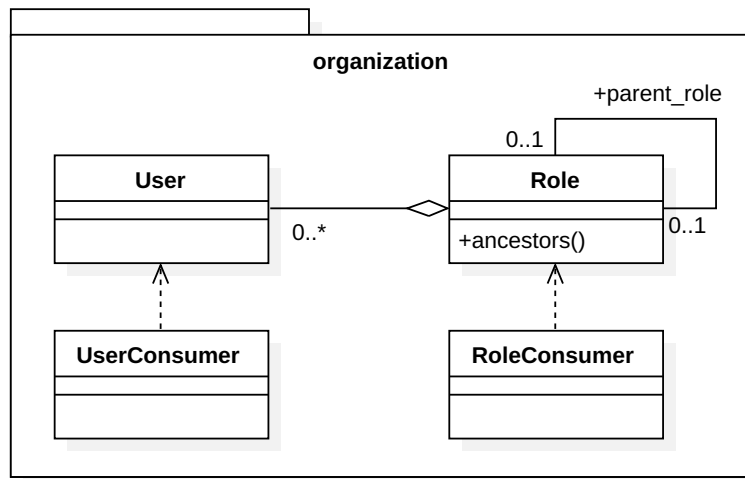 organization
+parent_role
0..1
User
Role
0..*
0..1
+ancestors()
UserConsumer
RoleConsumer